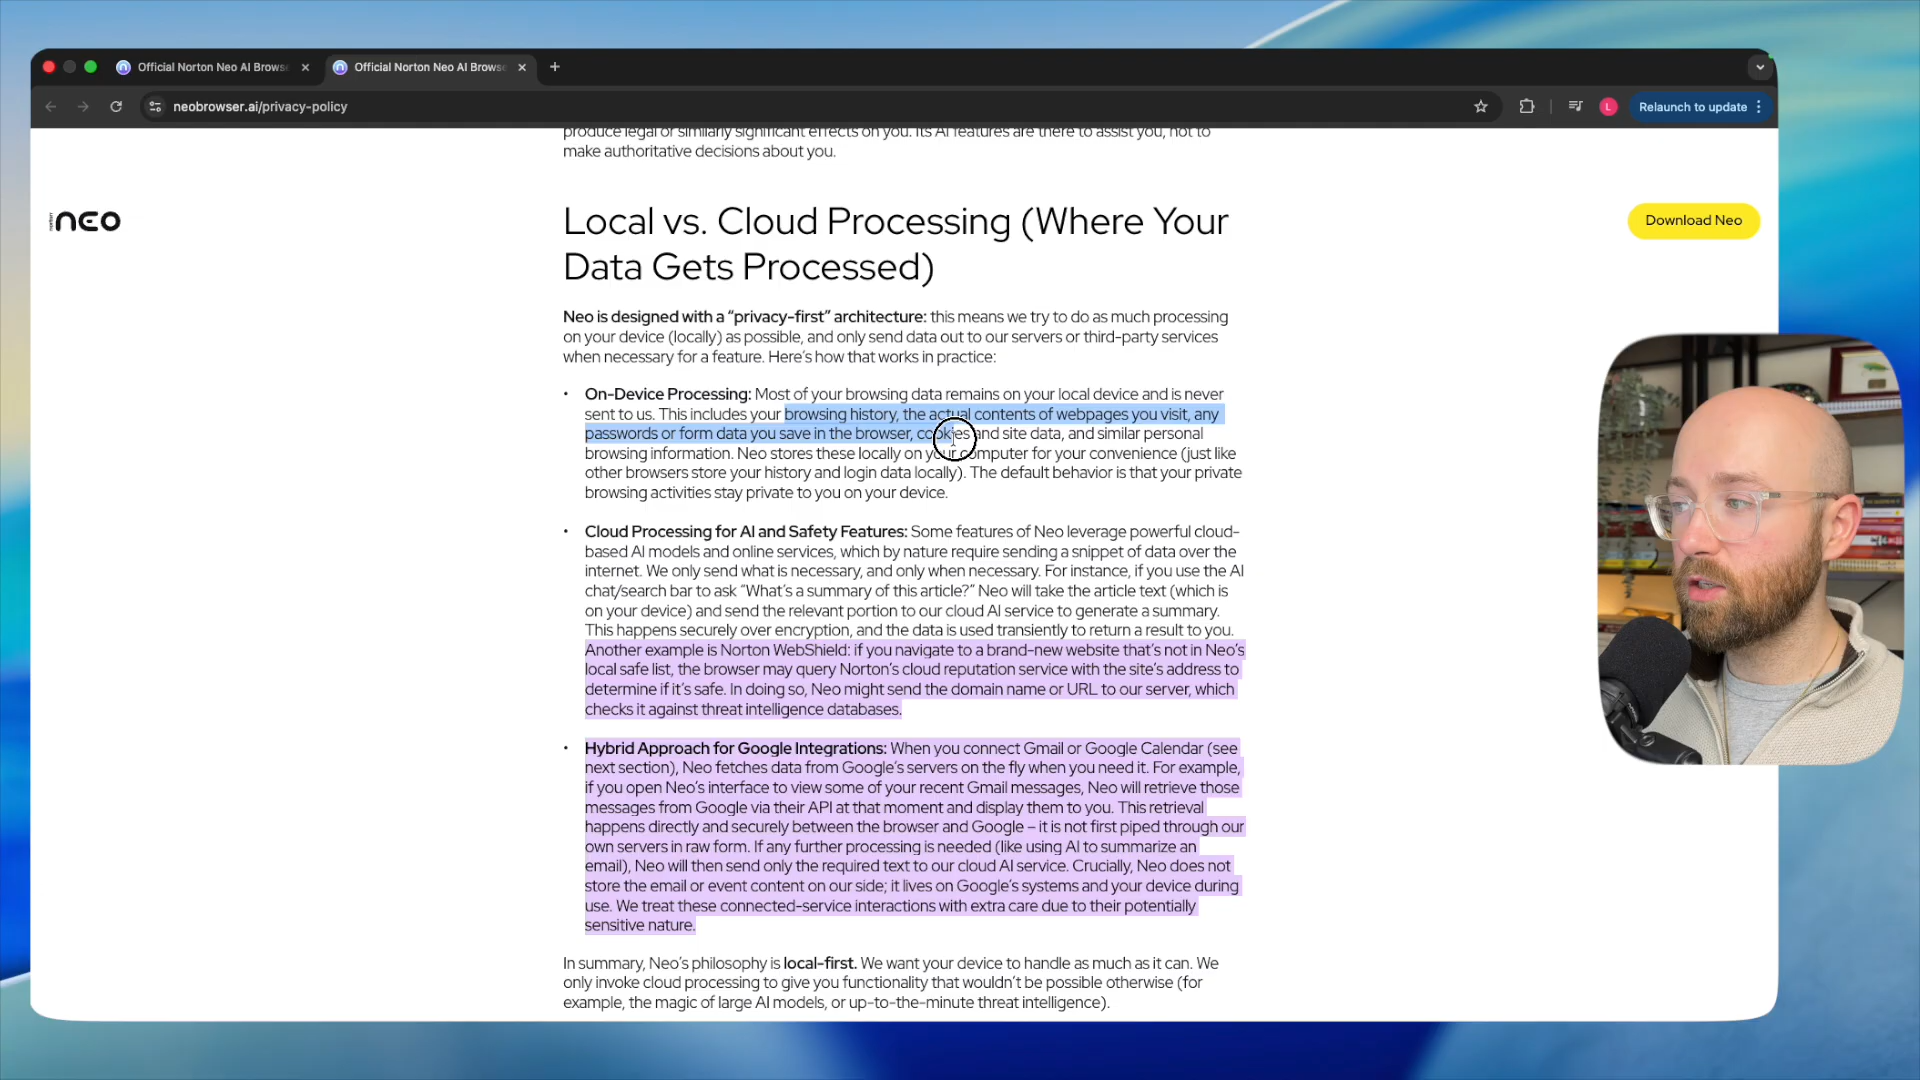 Official Norton Neo AI Brows
Official Norton Neo AI Browse
neobrowser.ai/privacy-policy
L
Relaunch to update
produce legal or similarly significant effects on you. Its AI features are there to assist you, not to
make authoritative decisions about you.
norton neo
Download Neo
Local vs. Cloud Processing (Where Your
Data Gets Processed)
Neo is designed with a “privacy-first” architecture: this means we try to do as much processing
on your device (locally) as possible, and only send data out to our servers or third-party services
when necessary for a feature. Here’s how that works in practice:
• On-Device Processing: Most of your browsing data remains on your local device and is never
sent to us. This includes your browsing history, the actual contents of webpages you visit, any
passwords or form data you save in the browser, cookies and site data, and similar personal
browsing information. Neo stores these locally on your computer for your convenience (just like
other browsers store your history and login data locally). The default behavior is that your private
browsing activities stay private to you on your device.
• Cloud Processing for AI and Safety Features: Some features of Neo leverage powerful cloud-
based AI models and online services, which by nature require sending a snippet of data over the
internet. We only send what is necessary, and only when necessary. For instance, if you use the AI
chat/search bar to ask “What’s a summary of this article?” Neo will take the article text (which is
on your device) and send the relevant portion to our cloud AI service to generate a summary.
This happens securely over encryption, and the data is used transiently to return a result to you.
Another example is Norton WebShield: if you navigate to a brand-new website that’s not in Neo’s
local safe list, the browser may query Norton’s cloud reputation service with the site’s address to
determine if it’s safe. In doing so, Neo might send the domain name or URL to our server, which
checks it against threat intelligence databases.
• Hybrid Approach for Google Integrations: When you connect Gmail or Google Calendar (see
next section), Neo fetches data from Google’s servers on the fly when you need it. For example,
if you open Neo’s interface to view some of your recent Gmail messages, Neo will retrieve those
messages from Google via their API at that moment and display them to you. This retrieval
happens directly and securely between the browser and Google – it is not first piped through our
own servers in raw form. If any further processing is needed (like using AI to summarize an
email), Neo will then send only the required text to our cloud AI service. Crucially, Neo does not
store the email or event content on our side; it lives on Google’s systems and your device during
use. We treat these connected-service interactions with extra care due to their potentially
sensitive nature.
In summary, Neo’s philosophy is local-first. We want your device to handle as much as it can. We
only invoke cloud processing to give you functionality that wouldn’t be possible otherwise (for
example, the magic of large AI models, or up-to-the-minute threat intelligence).